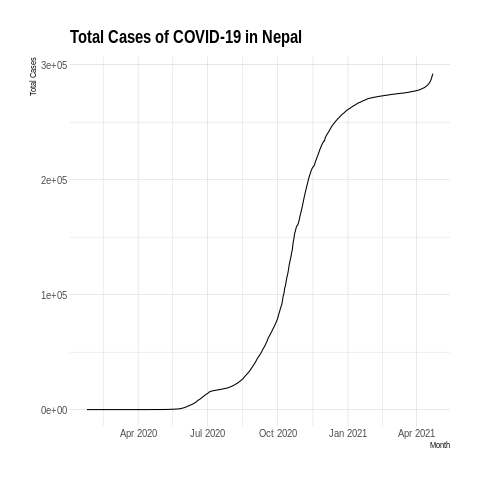 Total Cases of COVID-19 in Nepal
Total Cases
3e+05
2e+05
1e+05
0e+00
Apr 2020 Jul 2020 Oct 2020 Jan 2021 Apr 2021
Month